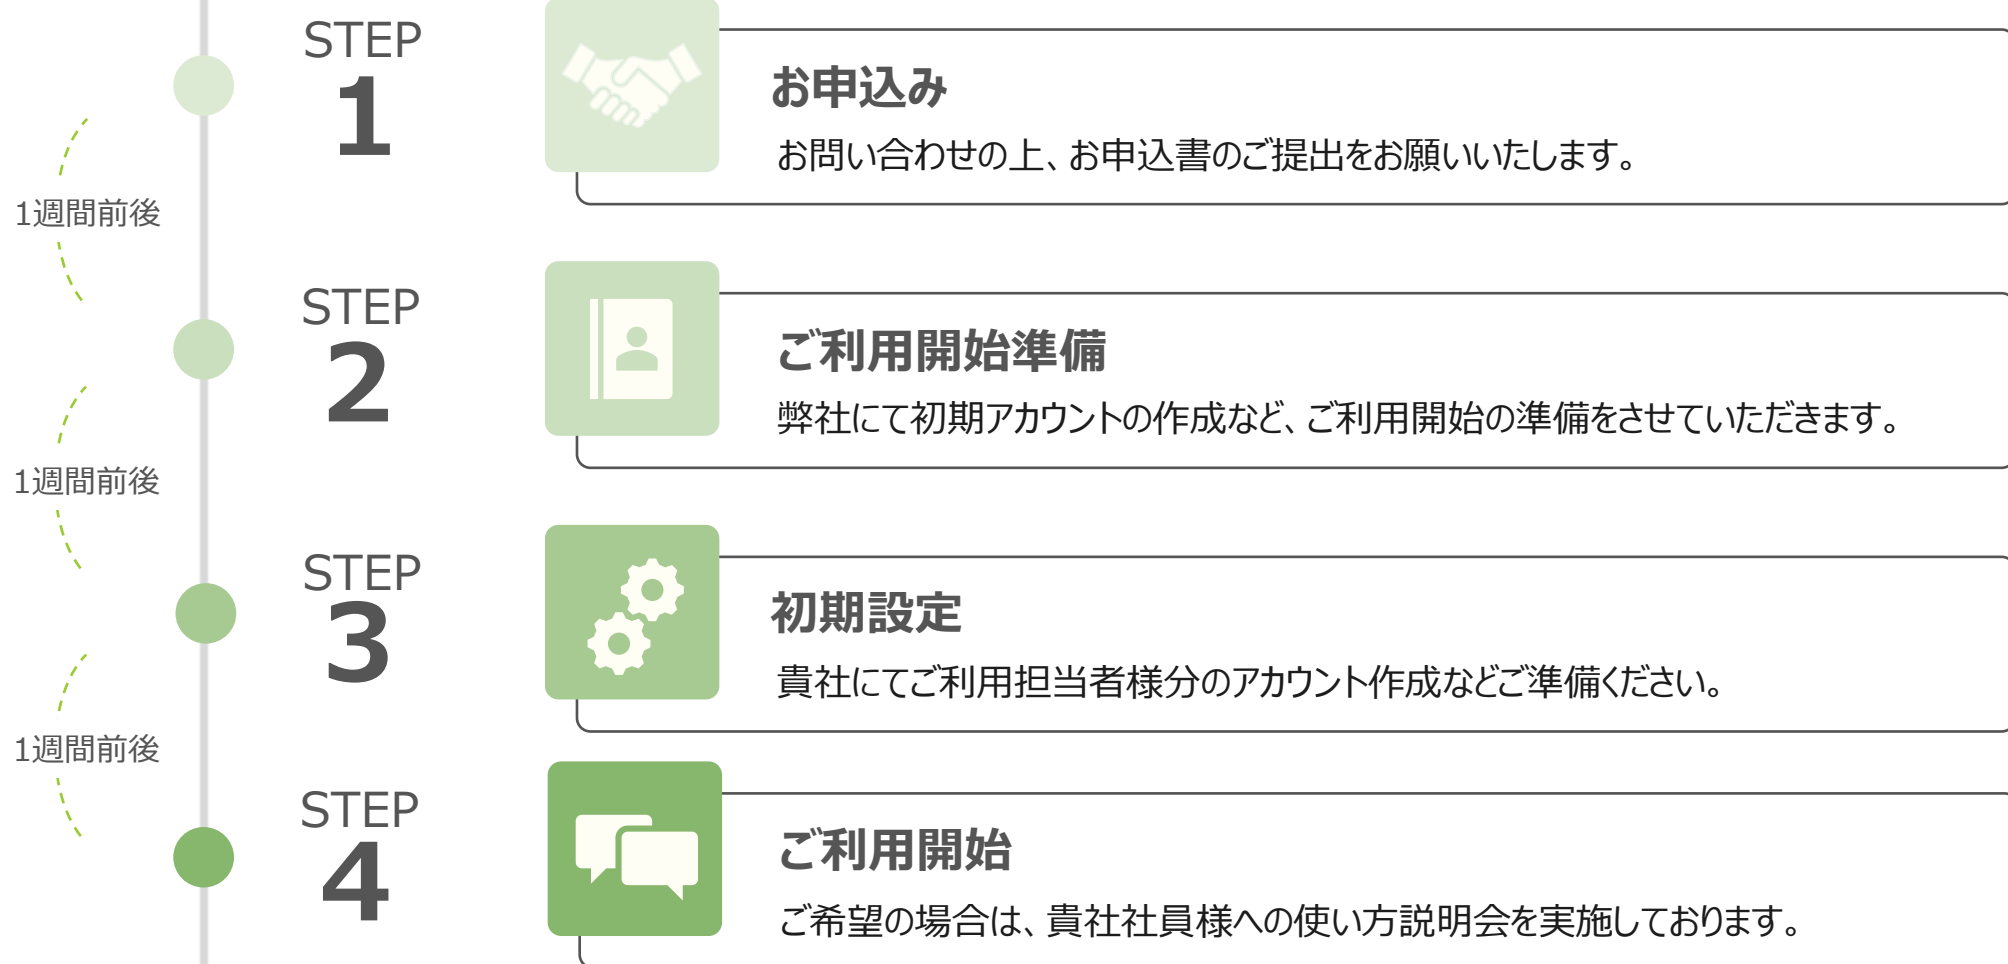 STEP
1
お申込み
お問い合わせの上、お申込書のご提出をお願いいたします。
1週間前後
STEP
2
ご利用開始準備
弊社にて初期アカウントの作成など、ご利用開始の準備をさせていただきます。
1週間前後
STEP
3
初期設定
貴社にてご利用担当者様分のアカウント作成などご準備ください。
1週間前後
STEP
4
ご利用開始
ご希望の場合は、貴社社員様への使い方説明会を実施しております。